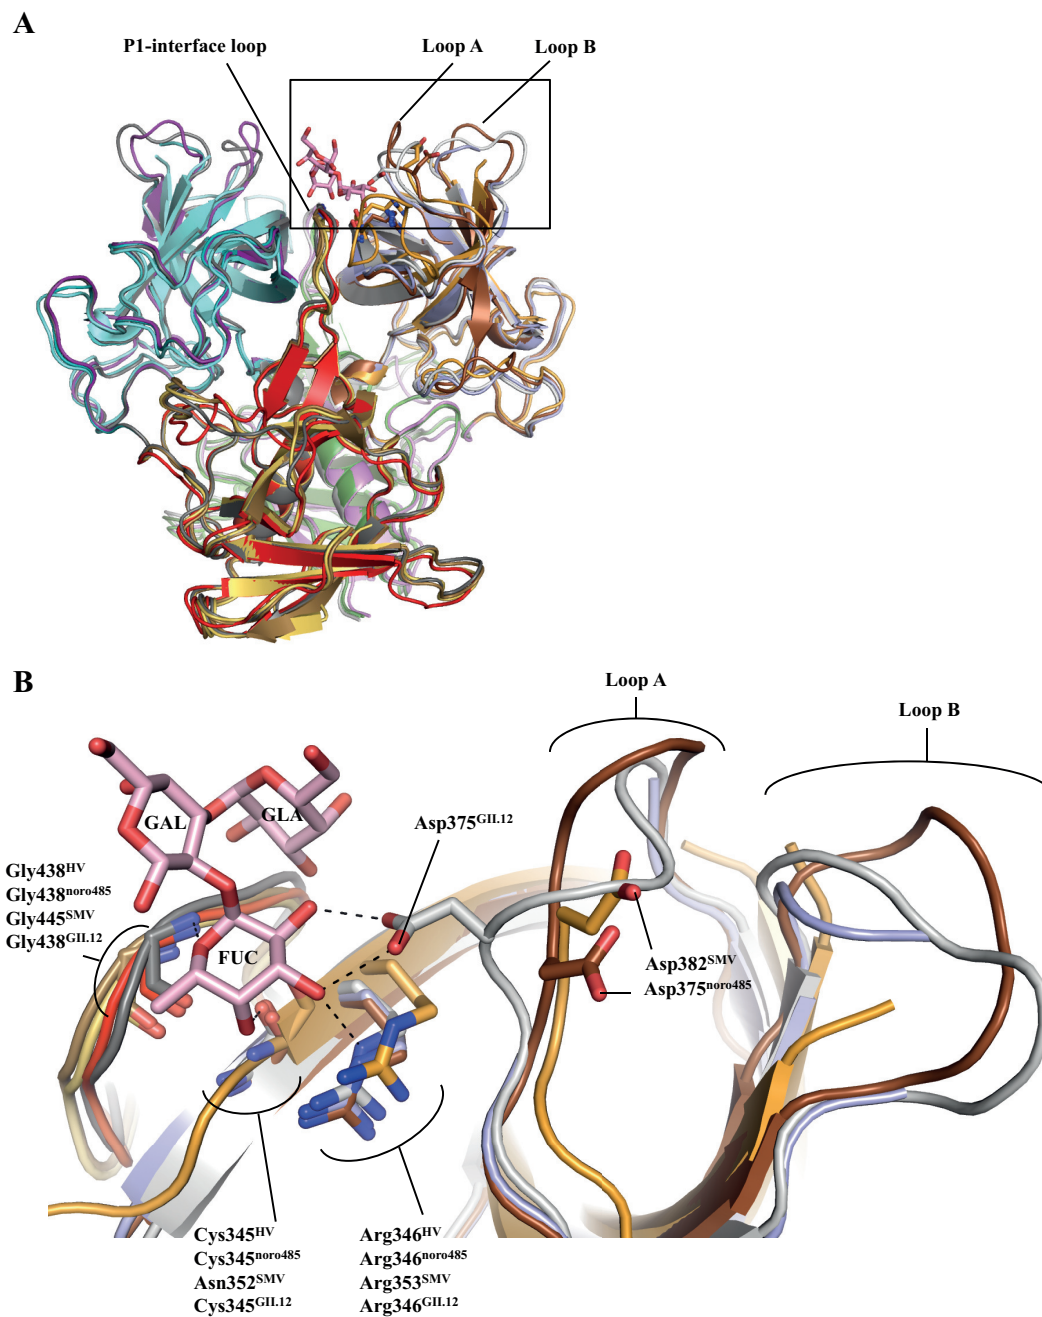 A
P1-interface loop
Loop A
Loop B
B
Loop A
Loop B
GAL
GLA
Asp375GII.12
Gly438HV
Gly438noro485
Gly445SMV
Gly438GII.12
FUC
Asp382SMV
Asp375noro485
Cys345HV
Cys345noro485
Asn352SMV
Cys345GII.12
Arg346HV
Arg346noro485
Arg353SMV
Arg346GII.12